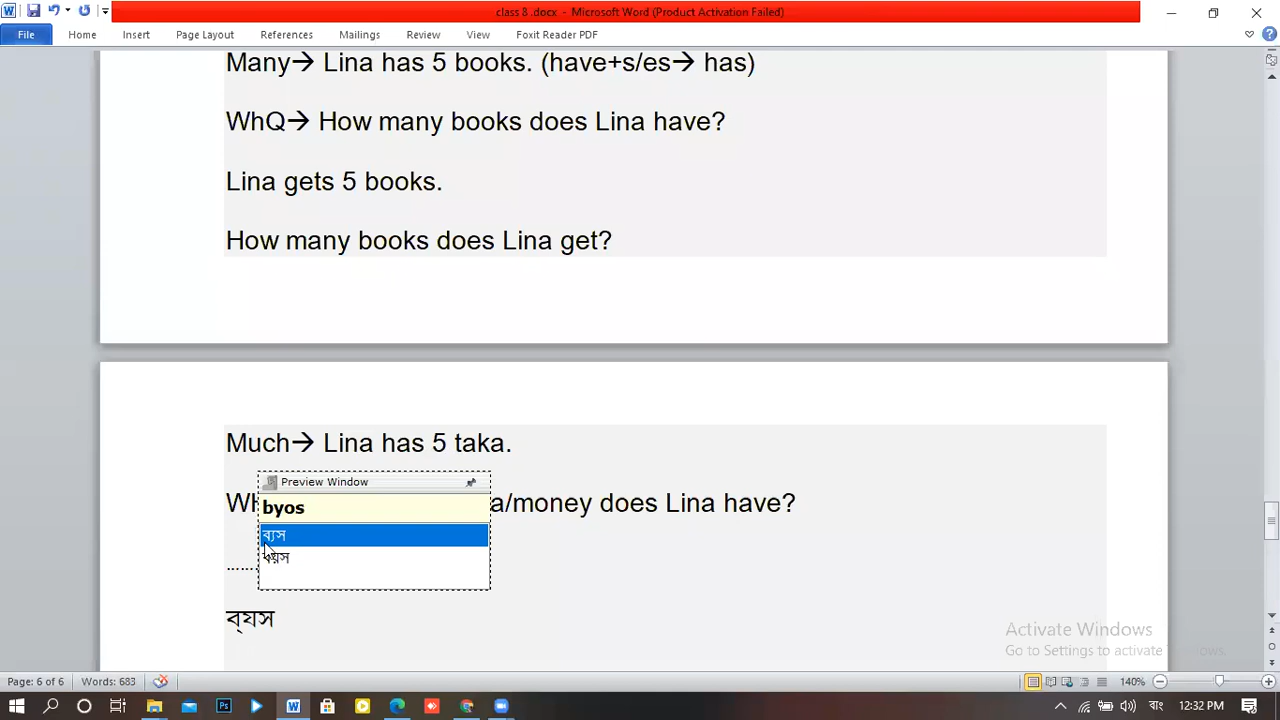 class 8 .docx - Microsoft Word (Product Activation Failed)
File Home Insert Page Layout References Mailings Review View Foxit Reader PDF
Many→ Lina has 5 books. (have+s/es→ has)
WhQ→ How many books does Lina have?
Lina gets 5 books.
How many books does Lina get?
Much→ Lina has 5 taka.
Preview Window
a/money does Lina have?
byos
ব্যস
বয়স
......
ব্যস
Activate Windows
Go to Settings to activate Windows.
Page: 6 of 6 Words: 683 140%
বাং 12:32 PM